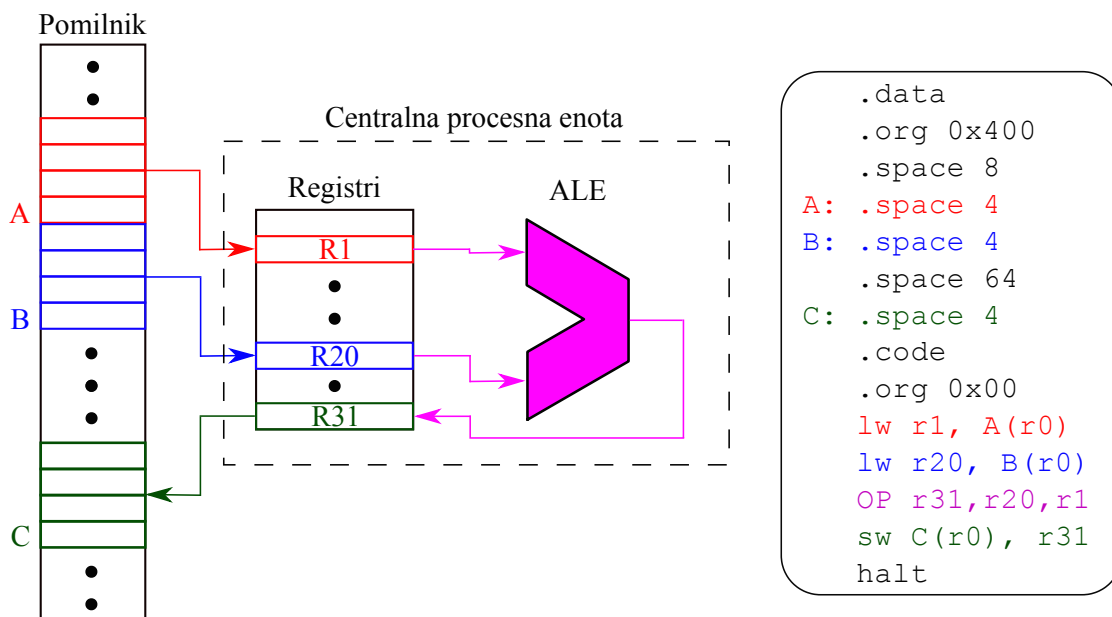 Pomilnik
A
B
C
Centralna procesna enota
Registri
ALE
R1
R20
R31
.data
.org 0x400
.space 8
A: .space 4
B: .space 4
.space 64
C: .space 4
.code
.org 0x00
lw r1, A(r0)
lw r20, B(r0)
OP r31,r20,r1
sw C(r0), r31
halt